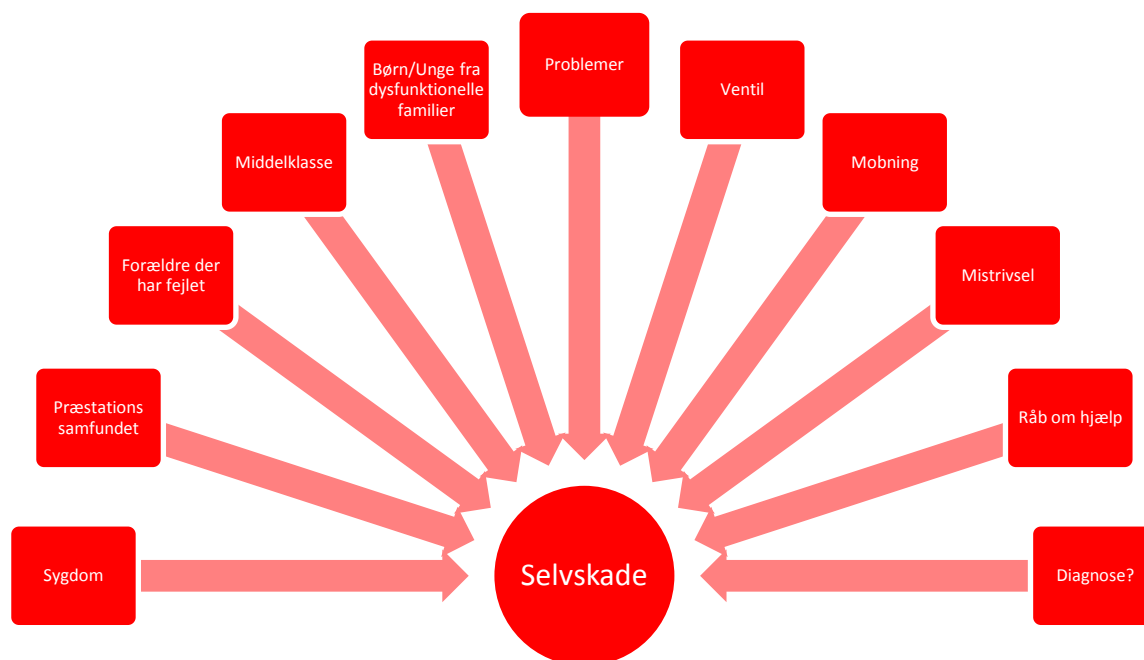 Sygdom
Præstations
samfundet
Forældre der
har fejlet
Middelklasse
Børn/Unge fra
dysfunktionelle
familier
Problemer
Ventil
Mobning
Mistrivsel
Råb om hjælp
Diagnose?
Selvskade